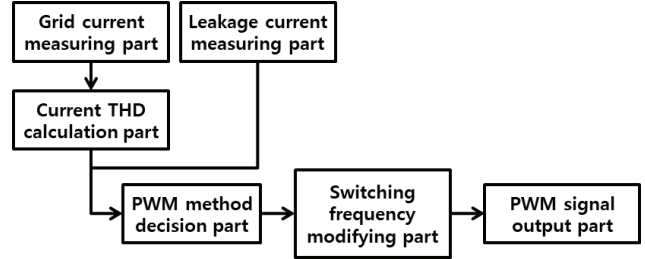 Grid current
measuring part
Leakage current
measuring part
Current THD
calculation part
PWM method
decision part
Switching
frequency
modifying part
PWM signal
output part